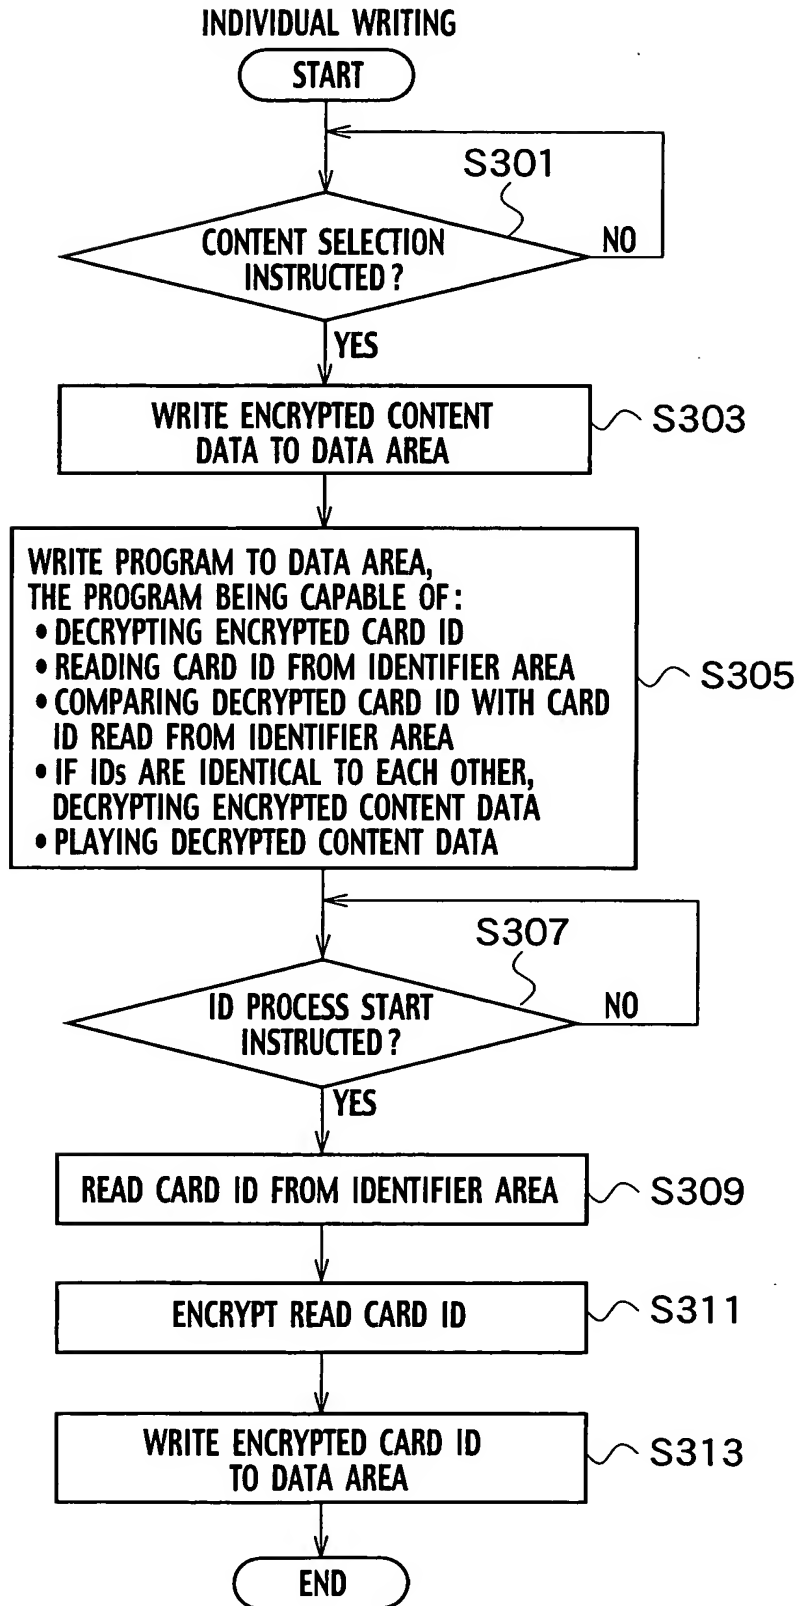 INDIVIDUAL WRITING
START
S301
CONTENT SELECTION
INSTRUCTED?
NO
YES
WRITE ENCRYPTED CONTENT
DATA TO DATA AREA
S303
WRITE PROGRAM TO DATA AREA,
THE PROGRAM BEING CAPABLE OF:
• DECRYPTING ENCRYPTED CARD ID
• READING CARD ID FROM IDENTIFIER AREA
• COMPARING DECRYPTED CARD ID WITH CARD
ID READ FROM IDENTIFIER AREA
• IF IDs ARE IDENTICAL TO EACH OTHER,
DECRYPTING ENCRYPTED CONTENT DATA
• PLAYING DECRYPTED CONTENT DATA
S305
S307
ID PROCESS START
INSTRUCTED?
NO
YES
READ CARD ID FROM IDENTIFIER AREA
S309
ENCRYPT READ CARD ID
S311
WRITE ENCRYPTED CARD ID
TO DATA AREA
S313
END